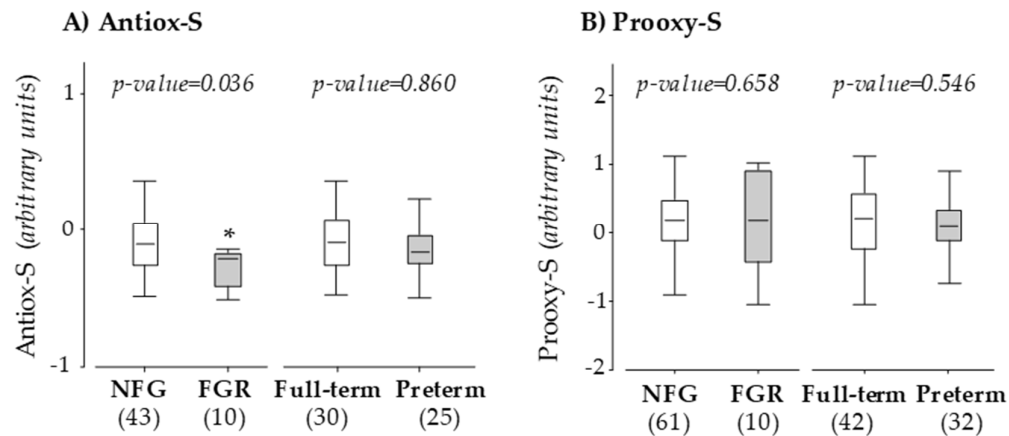 A) Antiox-S
p-value=0.036
p-value=0.860
Antiox-S (arbitrary units)
1
0
-1
*
NFG
FGR
Full-term
Preterm
(43)
(10)
(30)
(25)
B) Prooxy-S
p-value=0.658
p-value=0.546
Prooxy-S (arbitrary units)
2
1
0
-1
-2
NFG
FGR
Full-term
Preterm
(61)
(10)
(42)
(32)